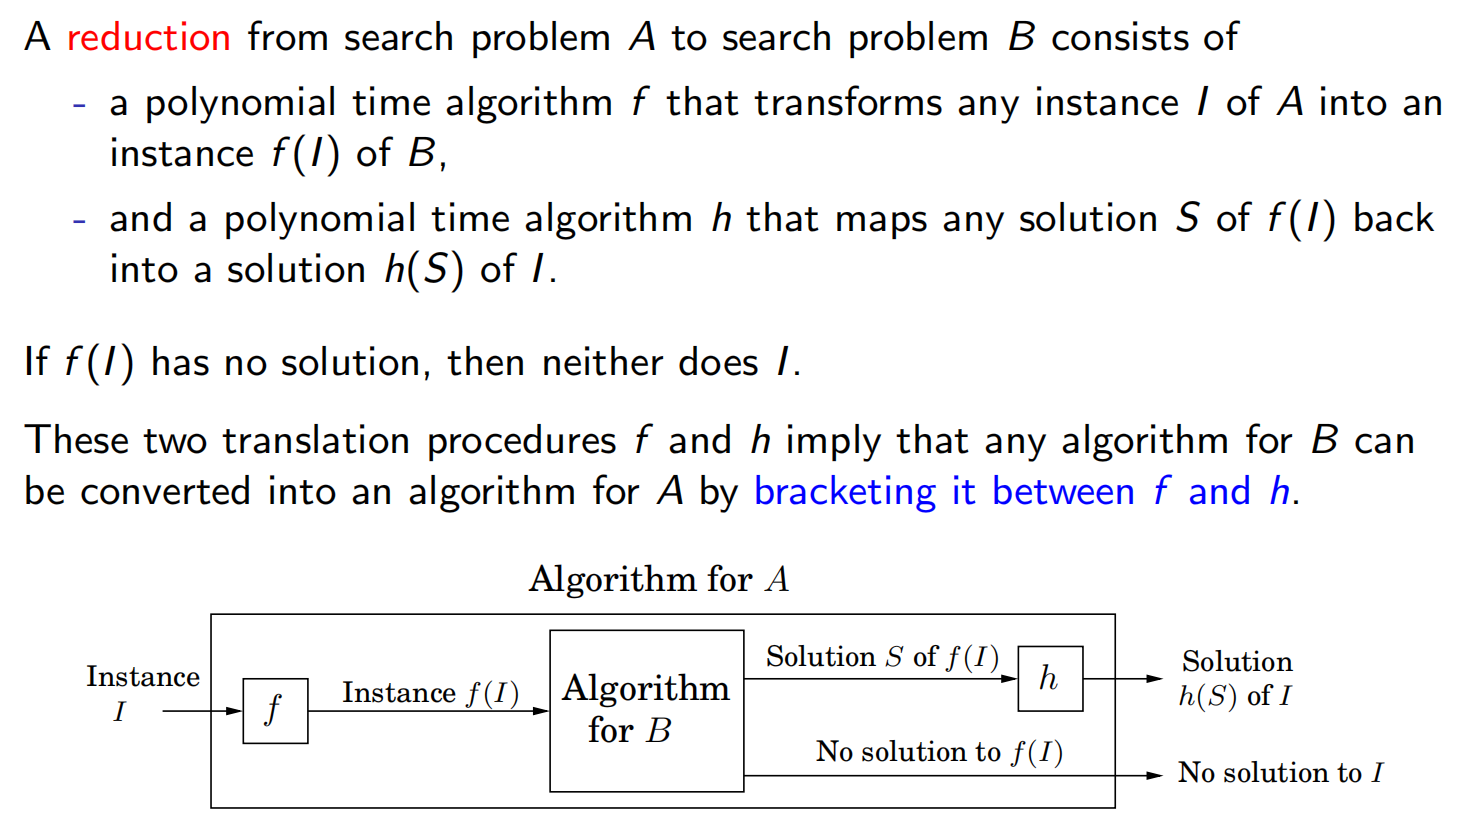 A reduction from search problem A to search problem B consists of
- a polynomial time algorithm f that transforms any instance I of A into an
instance f(I) of B,
- and a polynomial time algorithm h that maps any solution S of f(I) back
into a solution h(S) of I.
If f(I) has no solution, then neither does I.
These two translation procedures f and h imply that any algorithm for B can
be converted into an algorithm for A by bracketing it between f and h.
Algorithm for A
Instance
I
f
Instance f(I)
Algorithm
for B
Solution S of f(I)
h
Solution
h(S) of I
No solution to f(I)
No solution to I